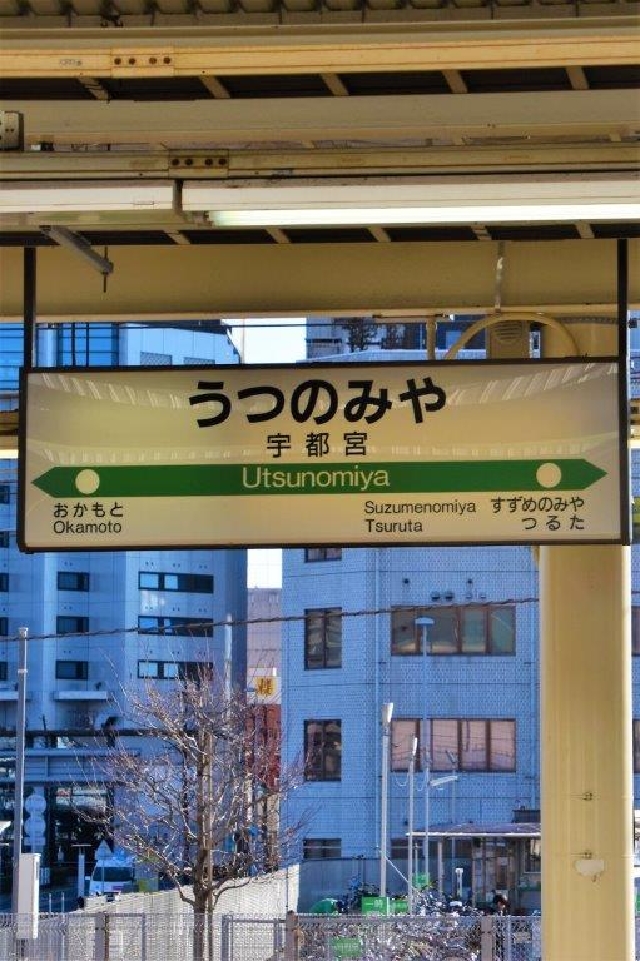 うつのみや
宇都宮
Utsunomiya
おかもと
Okamoto
Suzumenomiya すずめのみや
Tsuruta つるた